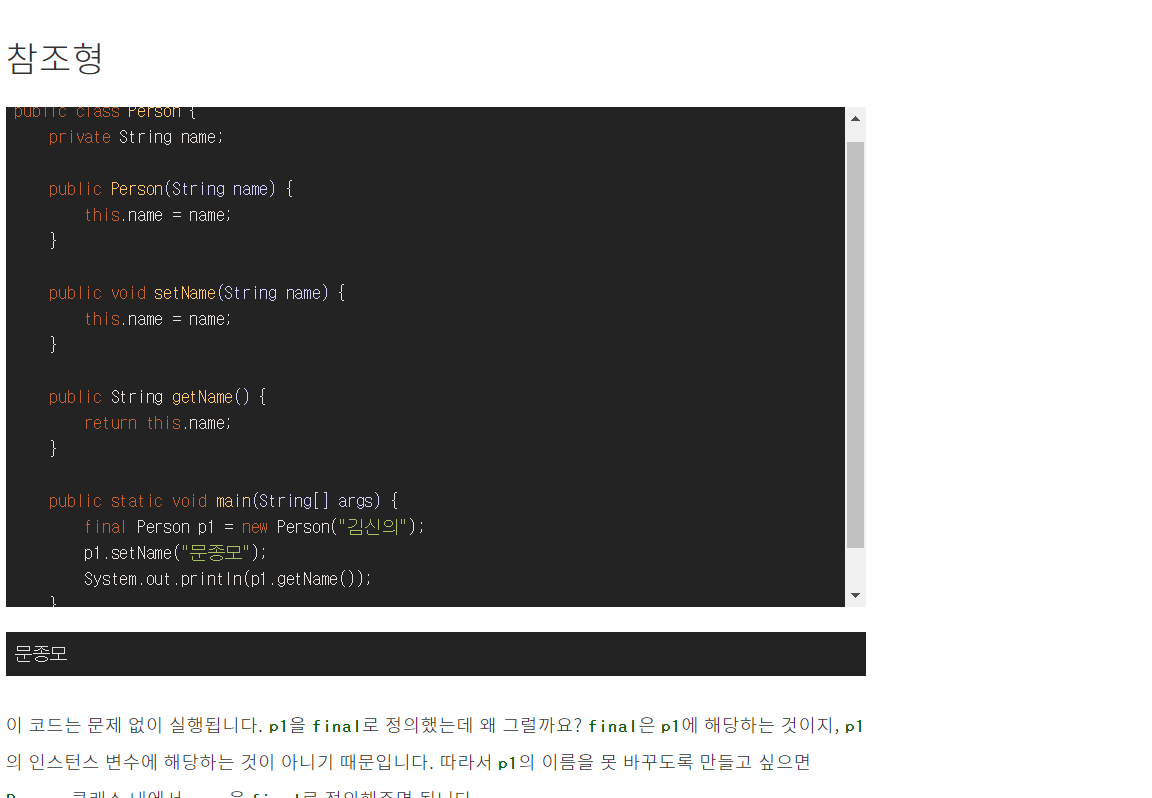 참조형
public class Person {
private String name;
public Person(String name) {
this.name = name;
}
public void setName(String name) {
this.name = name;
}
public String getName() {
return this.name;
}
public static void main(String[] args) {
final Person p1 = new Person("김신의");
p1.setName("문종모");
System.out.println(p1.getName());
}
문종모
이 코드는 문제 없이 실행됩니다. p1을 final로 정의했는데 왜 그럴까요? final은 p1에 해당하는 것이지, p1
의 인스턴스 변수에 해당하는 것이 아니기 때문입니다. 따라서 p1의 이름을 못 바꾸도록 만들고 싶으면
클래스 내에서 을 final로 정의해주면 됩니다